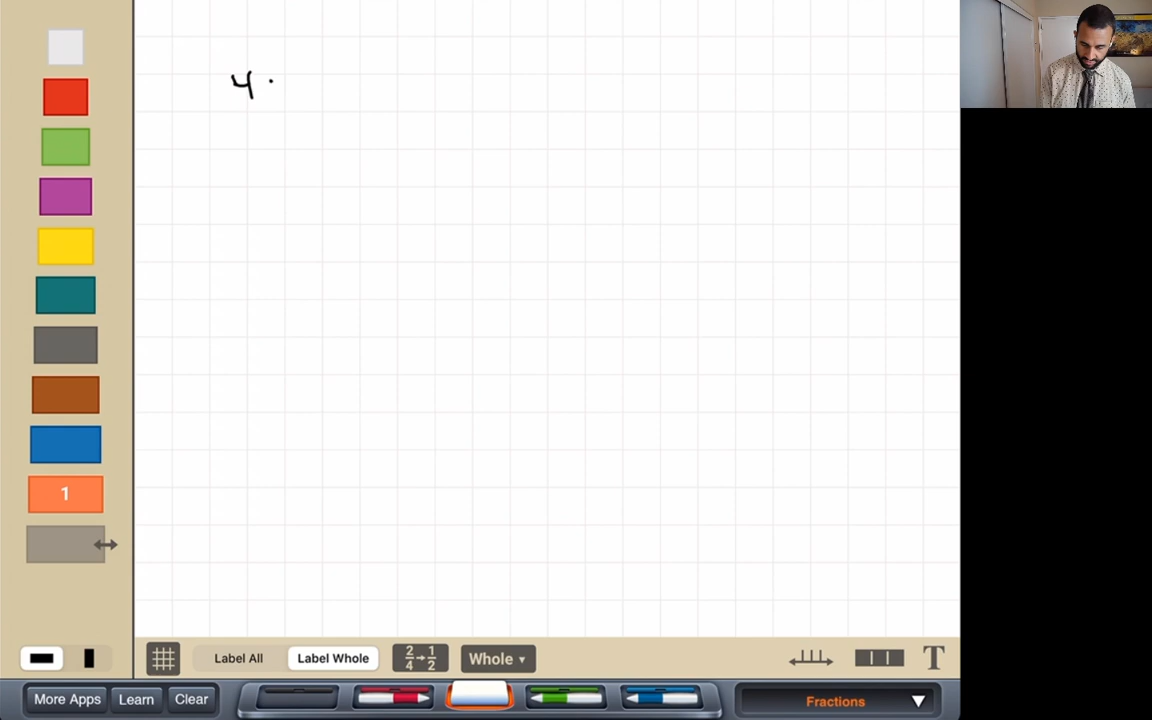 4 ·
1
Label All
Label Whole
2/4→1/2
Whole ▾
T
More Apps
Learn
Clear
Fractions ▼